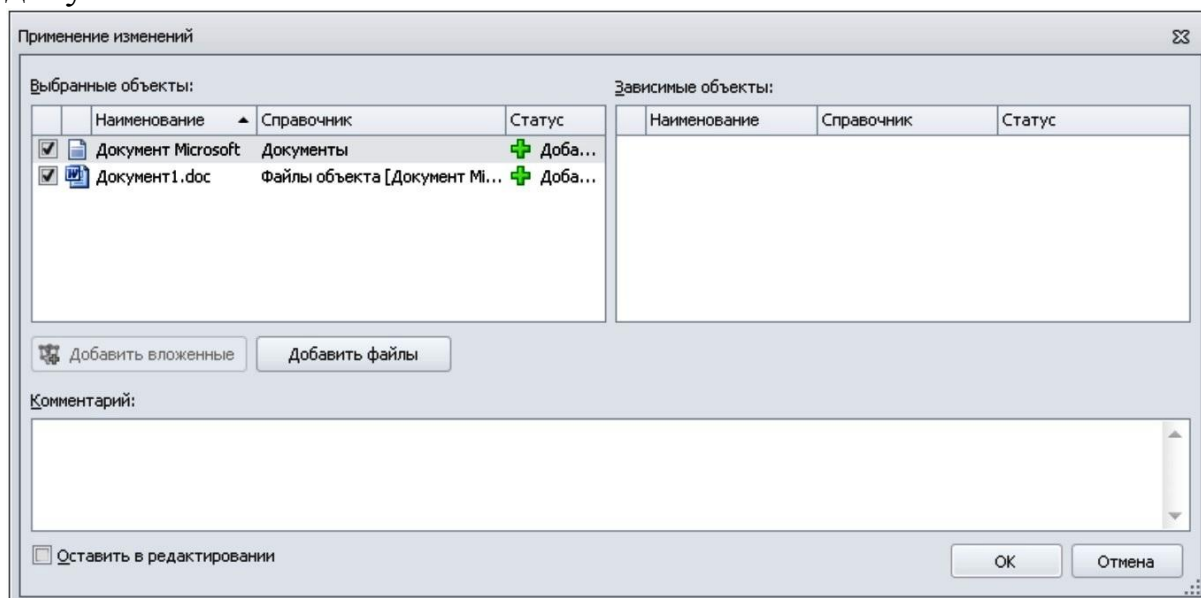 Применение изменений
Выбранные объекты:
Зависимые объекты:
Наименование Справочник Статус
Наименование Справочник Статус
Документ Microsoft Документы Доба...
Документ1.doc Файлы объекта [Документ Mi... Доба...
Добавить вложенные Добавить файлы
Комментарий:
Оставить в редактировании
OK Отмена